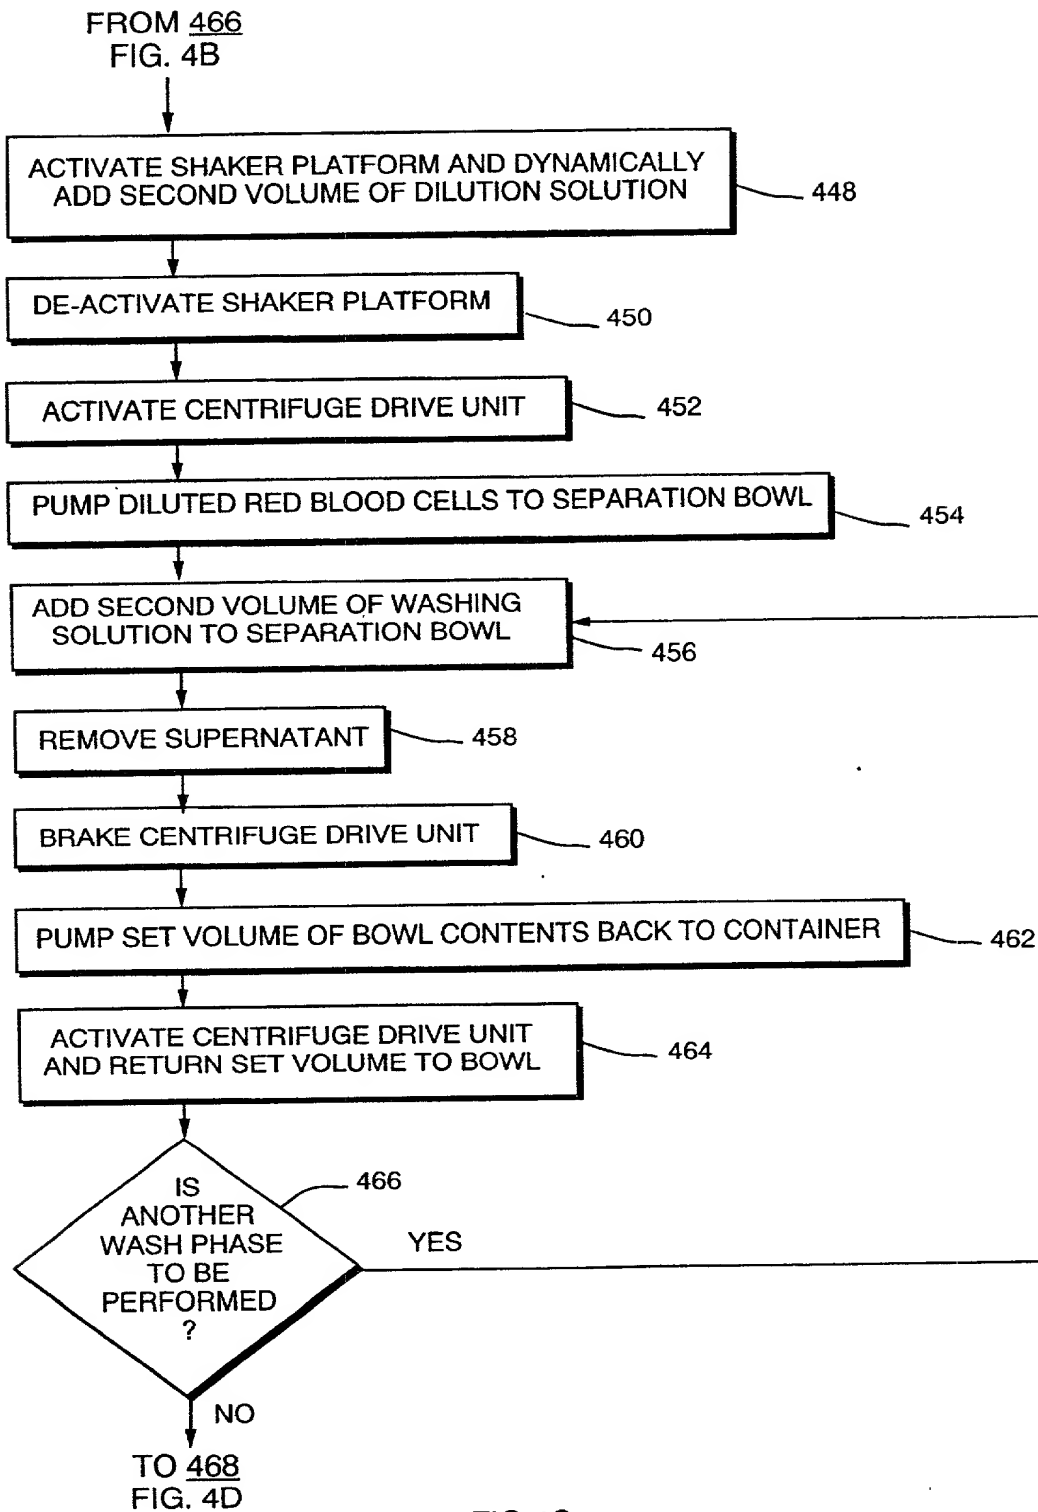 FROM 466
FIG. 4B
ACTIVATE SHAKER PLATFORM AND DYNAMICALLY
ADD SECOND VOLUME OF DILUTION SOLUTION
448
DE-ACTIVATE SHAKER PLATFORM
450
ACTIVATE CENTRIFUGE DRIVE UNIT
452
PUMP DILUTED RED BLOOD CELLS TO SEPARATION BOWL
454
ADD SECOND VOLUME OF WASHING
SOLUTION TO SEPARATION BOWL
456
REMOVE SUPERNATANT
458
BRAKE CENTRIFUGE DRIVE UNIT
460
PUMP SET VOLUME OF BOWL CONTENTS BACK TO CONTAINER
462
ACTIVATE CENTRIFUGE DRIVE UNIT
AND RETURN SET VOLUME TO BOWL
464
IS
ANOTHER
WASH PHASE
TO BE
PERFORMED
?
466
YES
NO
TO 468
FIG. 4D